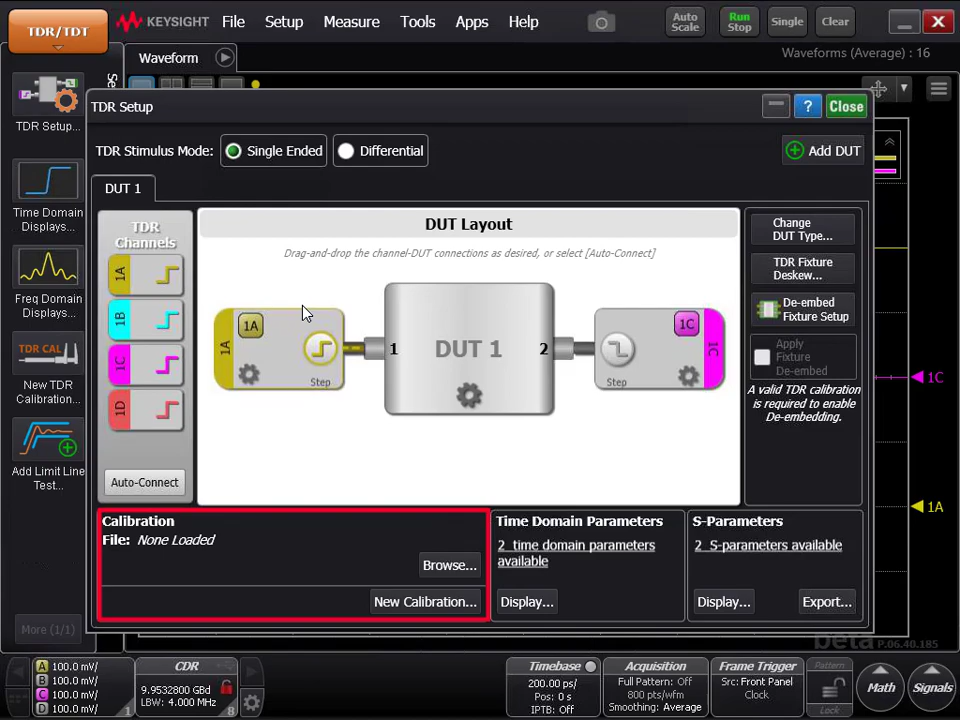 TDR/TDT
KEYSIGHT
File
Setup
Measure
Tools
Apps
Help
Auto
Scale
Run
Stop
Single
Clear
Waveform
Waveforms (Average) : 16
Se
TDR Setup...
Time Domain
Displays...
Freq Domain
Displays...
TDR CAL
New TDR
Calibration...
Add Limit Line
Test...
More (1/1)
TDR Setup
?
Close
TDR Stimulus Mode:
Single Ended
Differential
Add DUT
DUT 1
TDR
Channels
1A
1B
1C
1D
Auto-Connect
DUT Layout
Drag-and-drop the channel-DUT connections as desired, or select [Auto-Connect]
1A
1A
Step
1
DUT 1
2
1C
1C
Step
Change
DUT Type...
TDR Fixture
Deskew...
De-embed
Fixture Setup
Apply
Fixture
De-embed
A valid TDR calibration
is required to enable
De-embedding.
1C
1A
Calibration
File: None Loaded
Browse...
New Calibration...
Time Domain Parameters
2 time domain parameters
available
Display...
S-Parameters
2 S-parameters available
Display...
Export...
beta
P.06.40.185
A 100.0 mV/
B 100.0 mV/
C 100.0 mV/
D 100.0 mV/
1
CDR
9.9532800 GBd
LBW: 4.000 MHz
8
Timebase
200.00 ps/
Pos: 0 s
IPTB: Off
Acquisition
Full Pattern: Off
800 pts/wfm
Smoothing: Average
Frame Trigger
Src: Front Panel
Clock
Pattern
Lock
Math
Signals